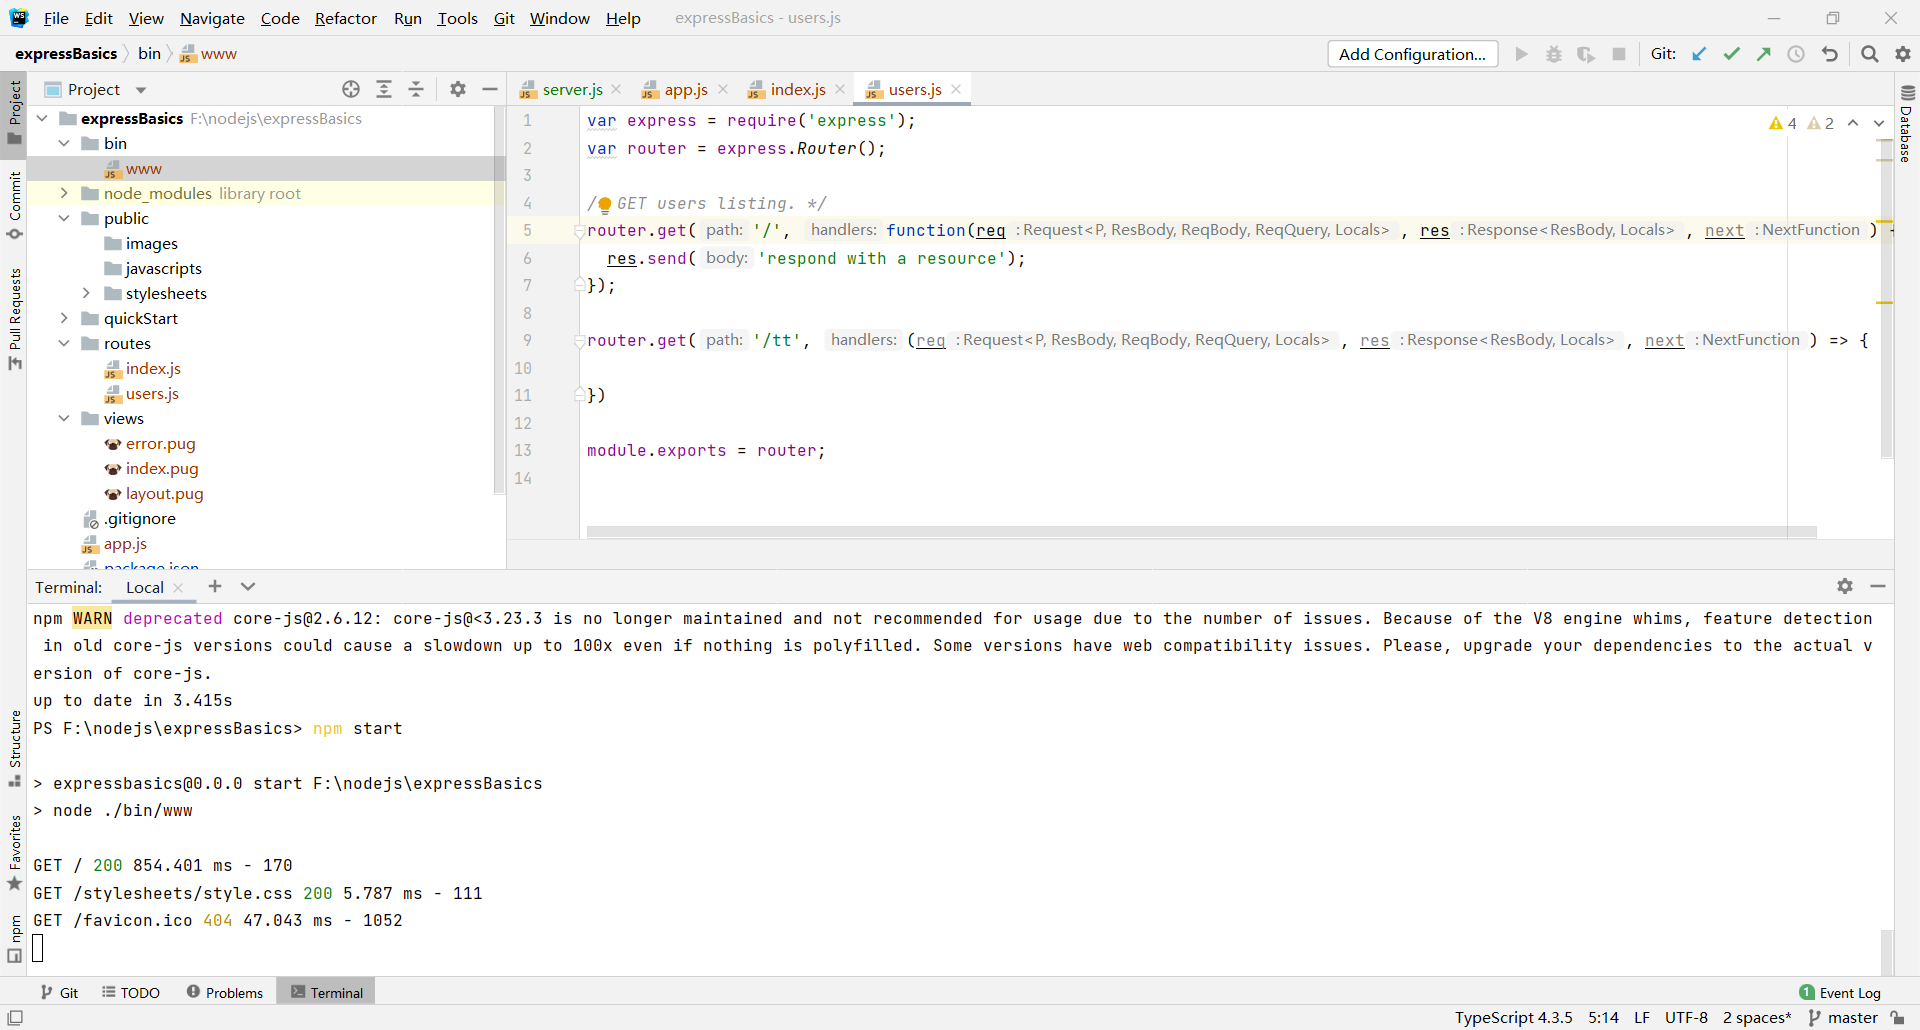 File Edit View Navigate Code Refactor Run Tools Git Window Help expressBasics - users.js
expressBasics bin www Add Configuration... Git:
Project
server.js app.js index.js users.js
expressBasics F:\nodejs\expressBasics
bin
www
node_modules library root
public
images
javascripts
stylesheets
quickStart
routes
index.js
users.js
views
error.pug
index.pug
layout.pug
.gitignore
app.js
package.json
4 2
1 var express = require('express');
2 var router = express.Router();
3
4 / GET users listing. */
5 router.get( path: '/', handlers: function(req : Request<P, ResBody, ReqBody, ReqQuery, Locals> , res : Response<ResBody, Locals> , next : NextFunction ) {
6 res.send( body: 'respond with a resource');
7 });
8
9 router.get( path: '/tt', handlers: (req : Request<P, ResBody, ReqBody, ReqQuery, Locals> , res : Response<ResBody, Locals> , next : NextFunction ) => {
10
11 })
12
13 module.exports = router;
14
Project
Commit
Pull Requests
Structure
Favorites
npm
Database
Terminal: Local
npm WARN deprecated core-js@2.6.12: core-js@<3.23.3 is no longer maintained and not recommended for usage due to the number of issues. Because of the V8 engine whims, feature detection
in old core-js versions could cause a slowdown up to 100x even if nothing is polyfilled. Some versions have web compatibility issues. Please, upgrade your dependencies to the actual v
ersion of core-js.
up to date in 3.415s
PS F:\nodejs\expressBasics> npm start
> expressbasics@0.0.0 start F:\nodejs\expressBasics
> node ./bin/www
GET / 200 854.401 ms - 170
GET /stylesheets/style.css 200 5.787 ms - 111
GET /favicon.ico 404 47.043 ms - 1052
Git TODO Problems Terminal 1 Event Log
TypeScript 4.3.5 5:14 LF UTF-8 2 spaces* master